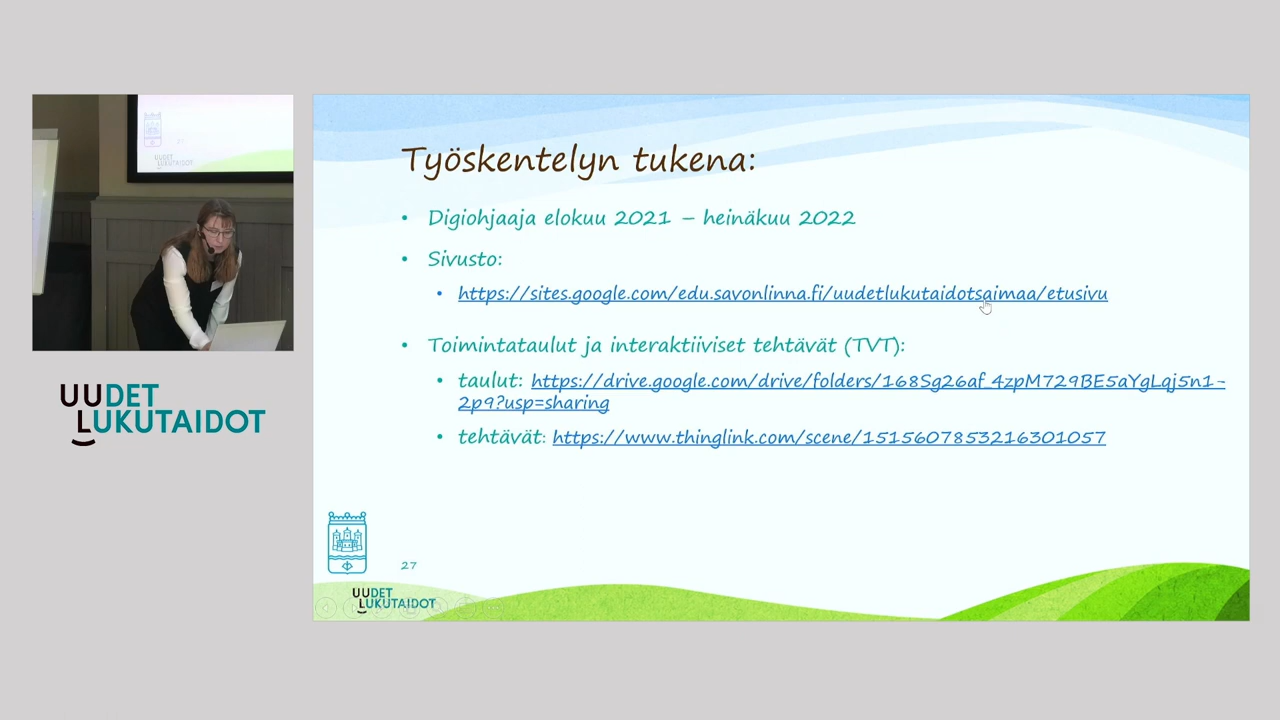 Työskentelyn tukena:
• Digiohjaaja elokuu 2021 – heinäkuu 2022
• Sivusto:
• https://sites.google.com/edu.savonlinna.fi/uudetlukutaidotsaimaa/etusivu
• Toimintataulut ja interaktiiviset tehtävät (TVT):
• taulut: https://drive.google.com/drive/folders/168Sg26af_4zpM729BE5aYgLqj5n1-
2p9?usp=sharing
• tehtävät: https://www.thinglink.com/scene/1515607853216301057
27
UUDET
LUKUTAIDOT
UUDET
LUKUTAIDOT
UUDET
LUKUTAIDOT